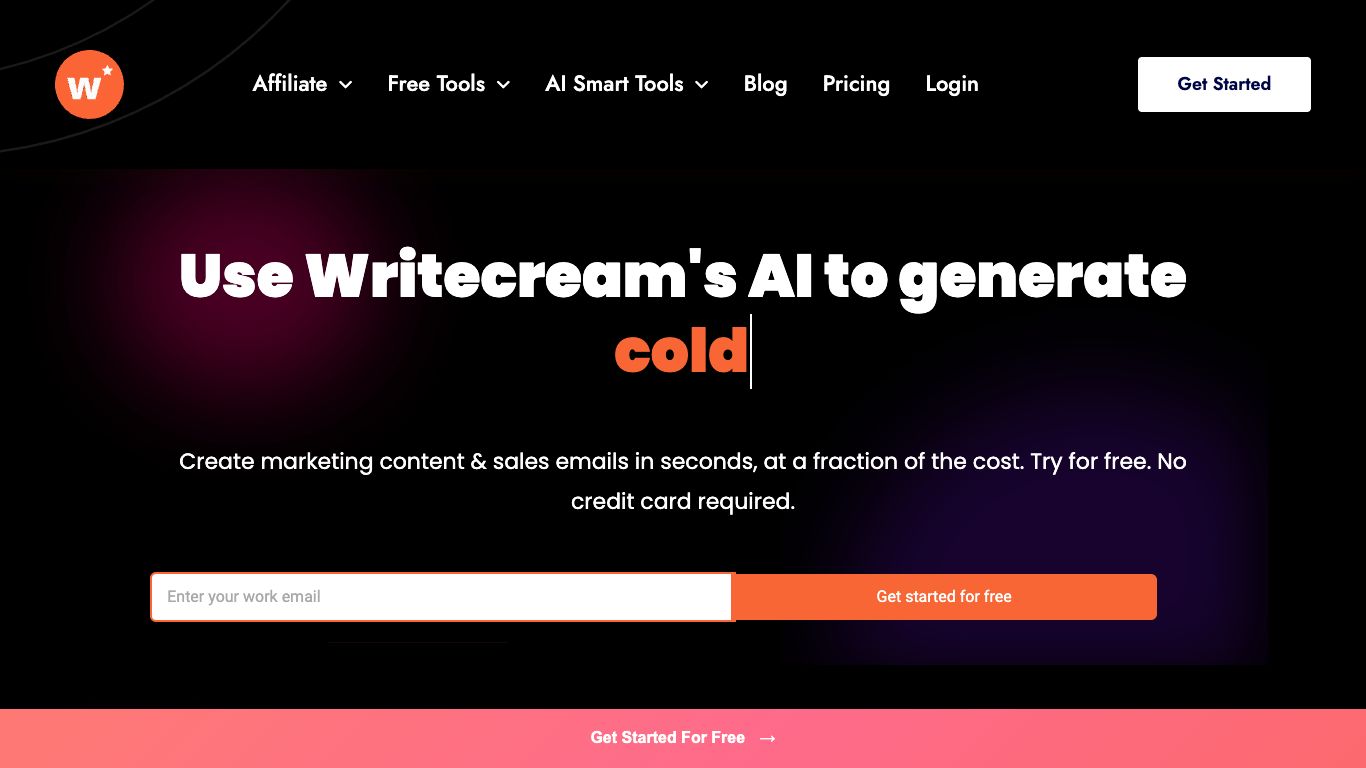 w
Affiliate
Free Tools
AI Smart Tools
Blog
Pricing
Login
Get Started
Use Writecream's AI to generate
cold
Create marketing content & sales emails in seconds, at a fraction of the cost. Try for free. No
credit card required.
Enter your work email
Get started for free
Get Started For Free →